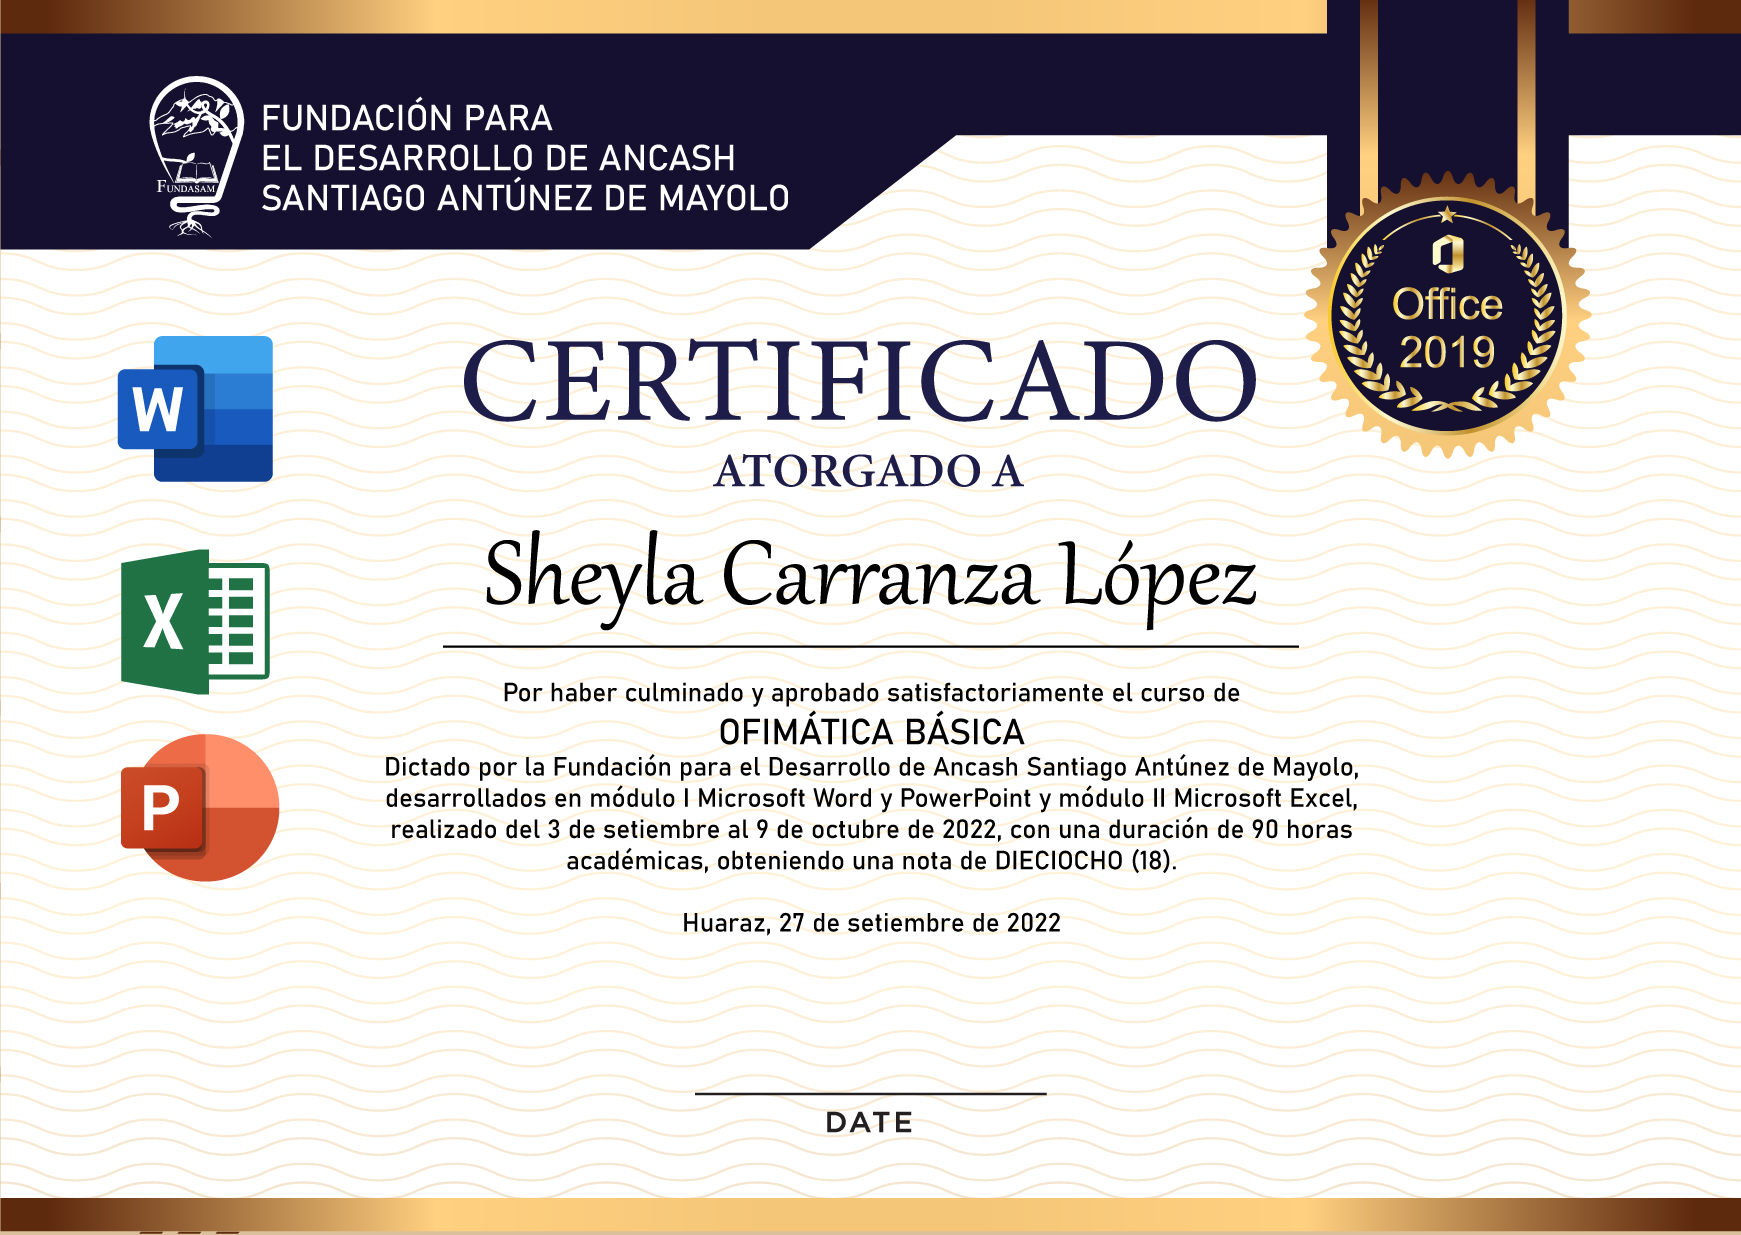 FUNDACIÓN PARA
EL DESARROLLO DE ANCASH
SANTIAGO ANTÚNEZ DE MAYOLO
FUNDASAM
Office
2019
CERTIFICADO
ATORGADO A
Sheyla Carranza López
W
X
P
Por haber culminado y aprobado satisfactoriamente el curso de
OFIMÁTICA BÁSICA
Dictado por la Fundación para el Desarrollo de Ancash Santiago Antúnez de Mayolo,
desarrollados en módulo I Microsoft Word y PowerPoint y módulo II Microsoft Excel,
realizado del 3 de setiembre al 9 de octubre de 2022, con una duración de 90 horas
académicas, obteniendo una nota de DIECIOCHO (18).
Huaraz, 27 de setiembre de 2022
DATE